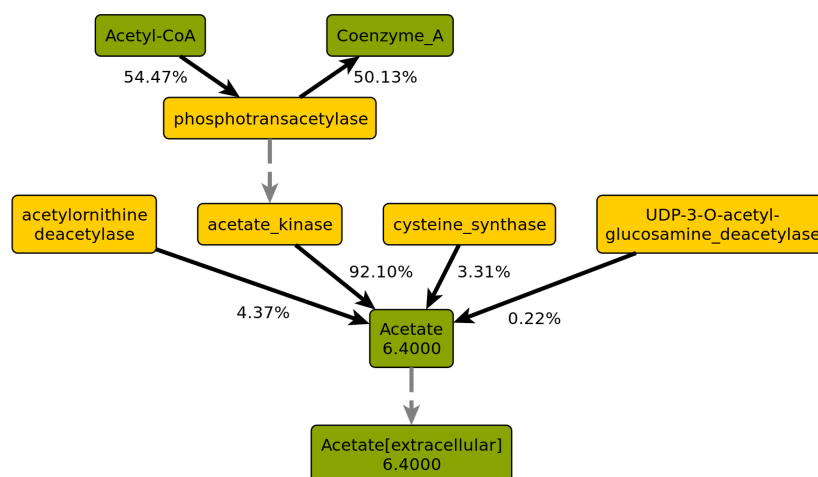 Acetyl-CoA
Coenzyme_A
54.47%
50.13%
phosphotransacetylase
acetylornithine
deacetylase
acetate_kinase
cysteine_synthase
UDP-3-O-acetyl-
glucosamine_deacetylase
92.10%
3.31%
4.37%
0.22%
Acetate
6.4000
Acetate[extracellular]
6.4000